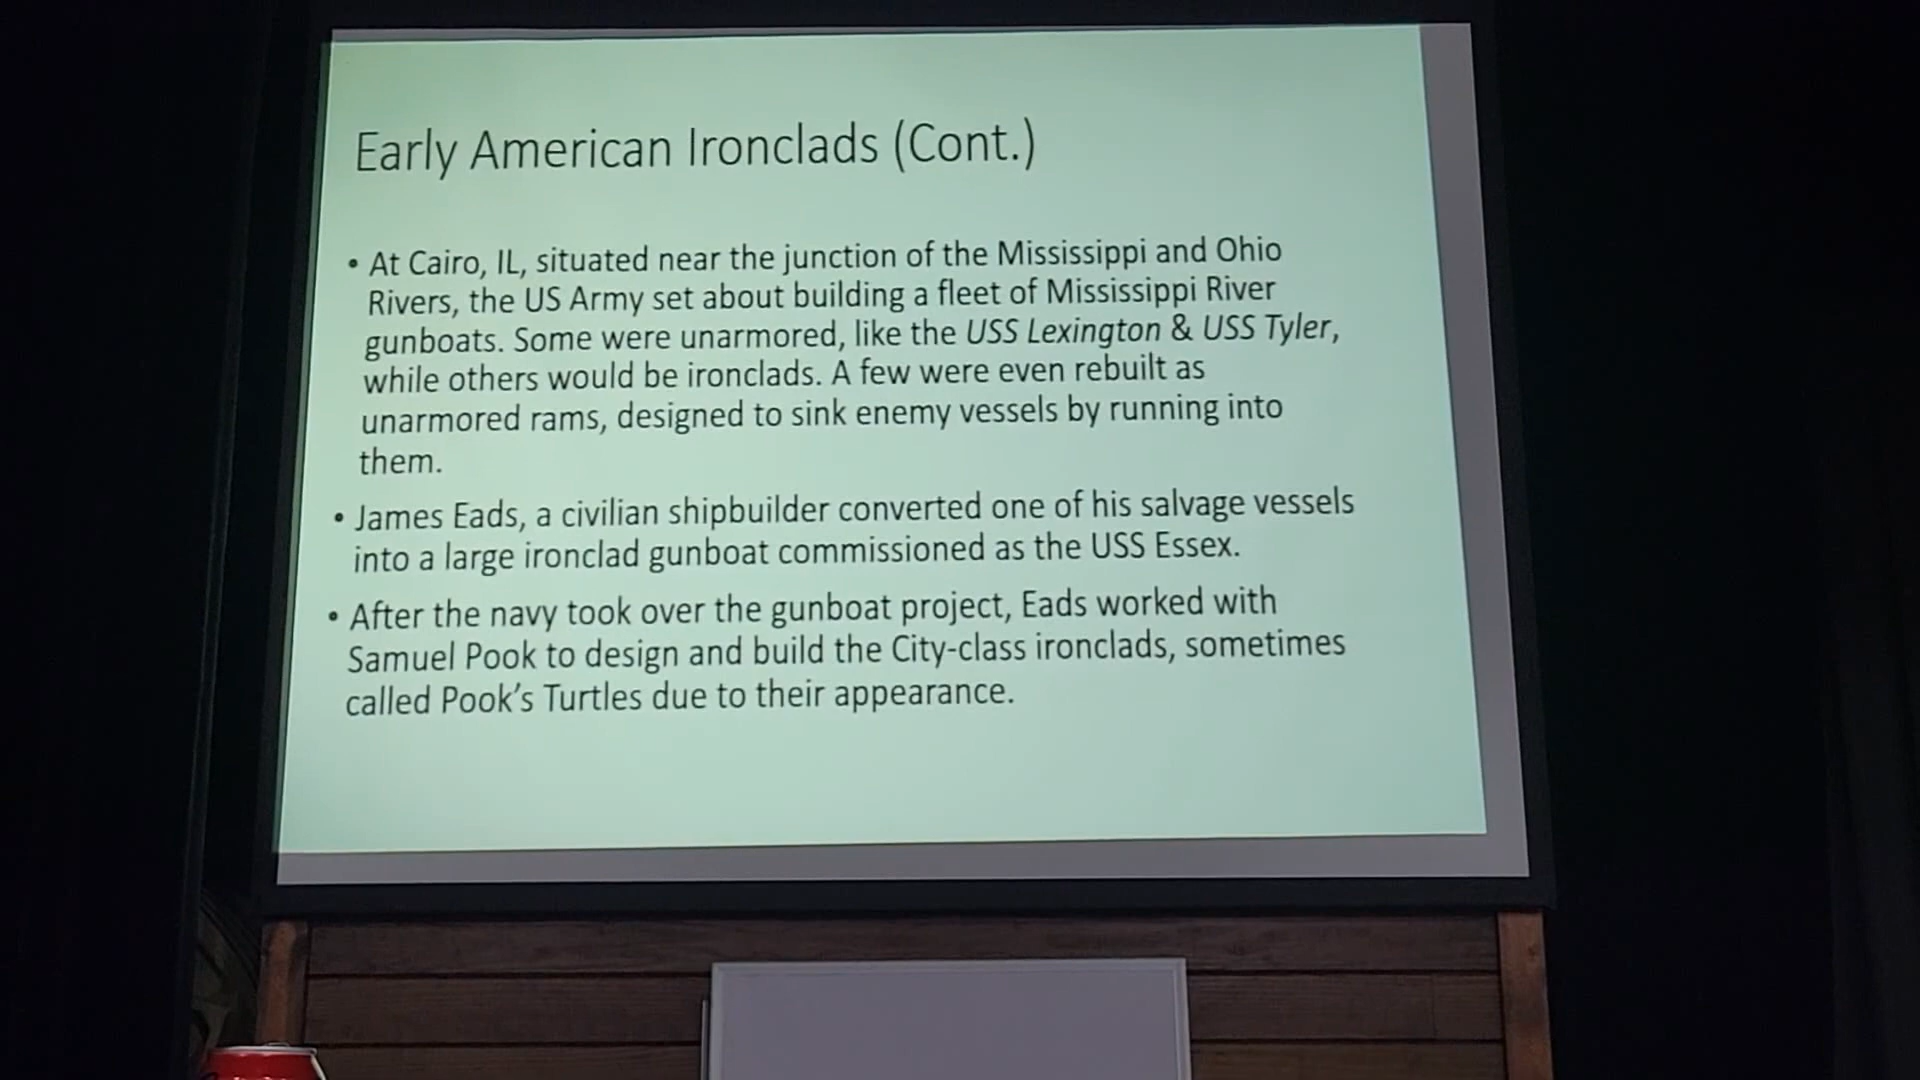 Early American Ironclads (Cont.)
• At Cairo, IL, situated near the junction of the Mississippi and Ohio
Rivers, the US Army set about building a fleet of Mississippi River
gunboats. Some were unarmored, like the USS Lexington & USS Tyler,
while others would be ironclads. A few were even rebuilt as
unarmored rams, designed to sink enemy vessels by running into
them.
• James Eads, a civilian shipbuilder converted one of his salvage vessels
into a large ironclad gunboat commissioned as the USS Essex.
• After the navy took over the gunboat project, Eads worked with
Samuel Pook to design and build the City-class ironclads, sometimes
called Pook's Turtles due to their appearance.